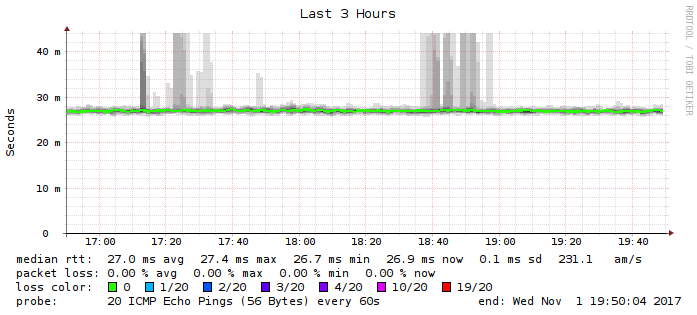 Last 3 Hours
RRDTOOL / TOBI OETIKER
Seconds
40 m
30 m
20 m
10 m
0
17:00 17:20 17:40 18:00 18:20 18:40 19:00 19:20 19:40
median rtt: 27.0 ms avg 27.4 ms max 26.7 ms min 26.9 ms now 0.1 ms sd 231.1 am/s
packet loss: 0.00 % avg 0.00 % max 0.00 % min 0.00 % now
loss color: 0 1/20 2/20 3/20 4/20 10/20 19/20
probe: 20 ICMP Echo Pings (56 Bytes) every 60s end: Wed Nov 1 19:50:04 2017